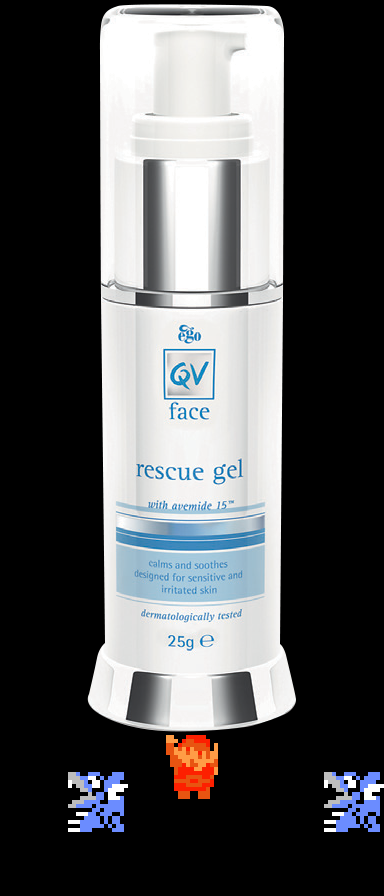 ego
QV
face
rescue gel
with avemide 15™
calms and soothes
designed for sensitive and
irritated skin
dermatologically tested
25g ℮